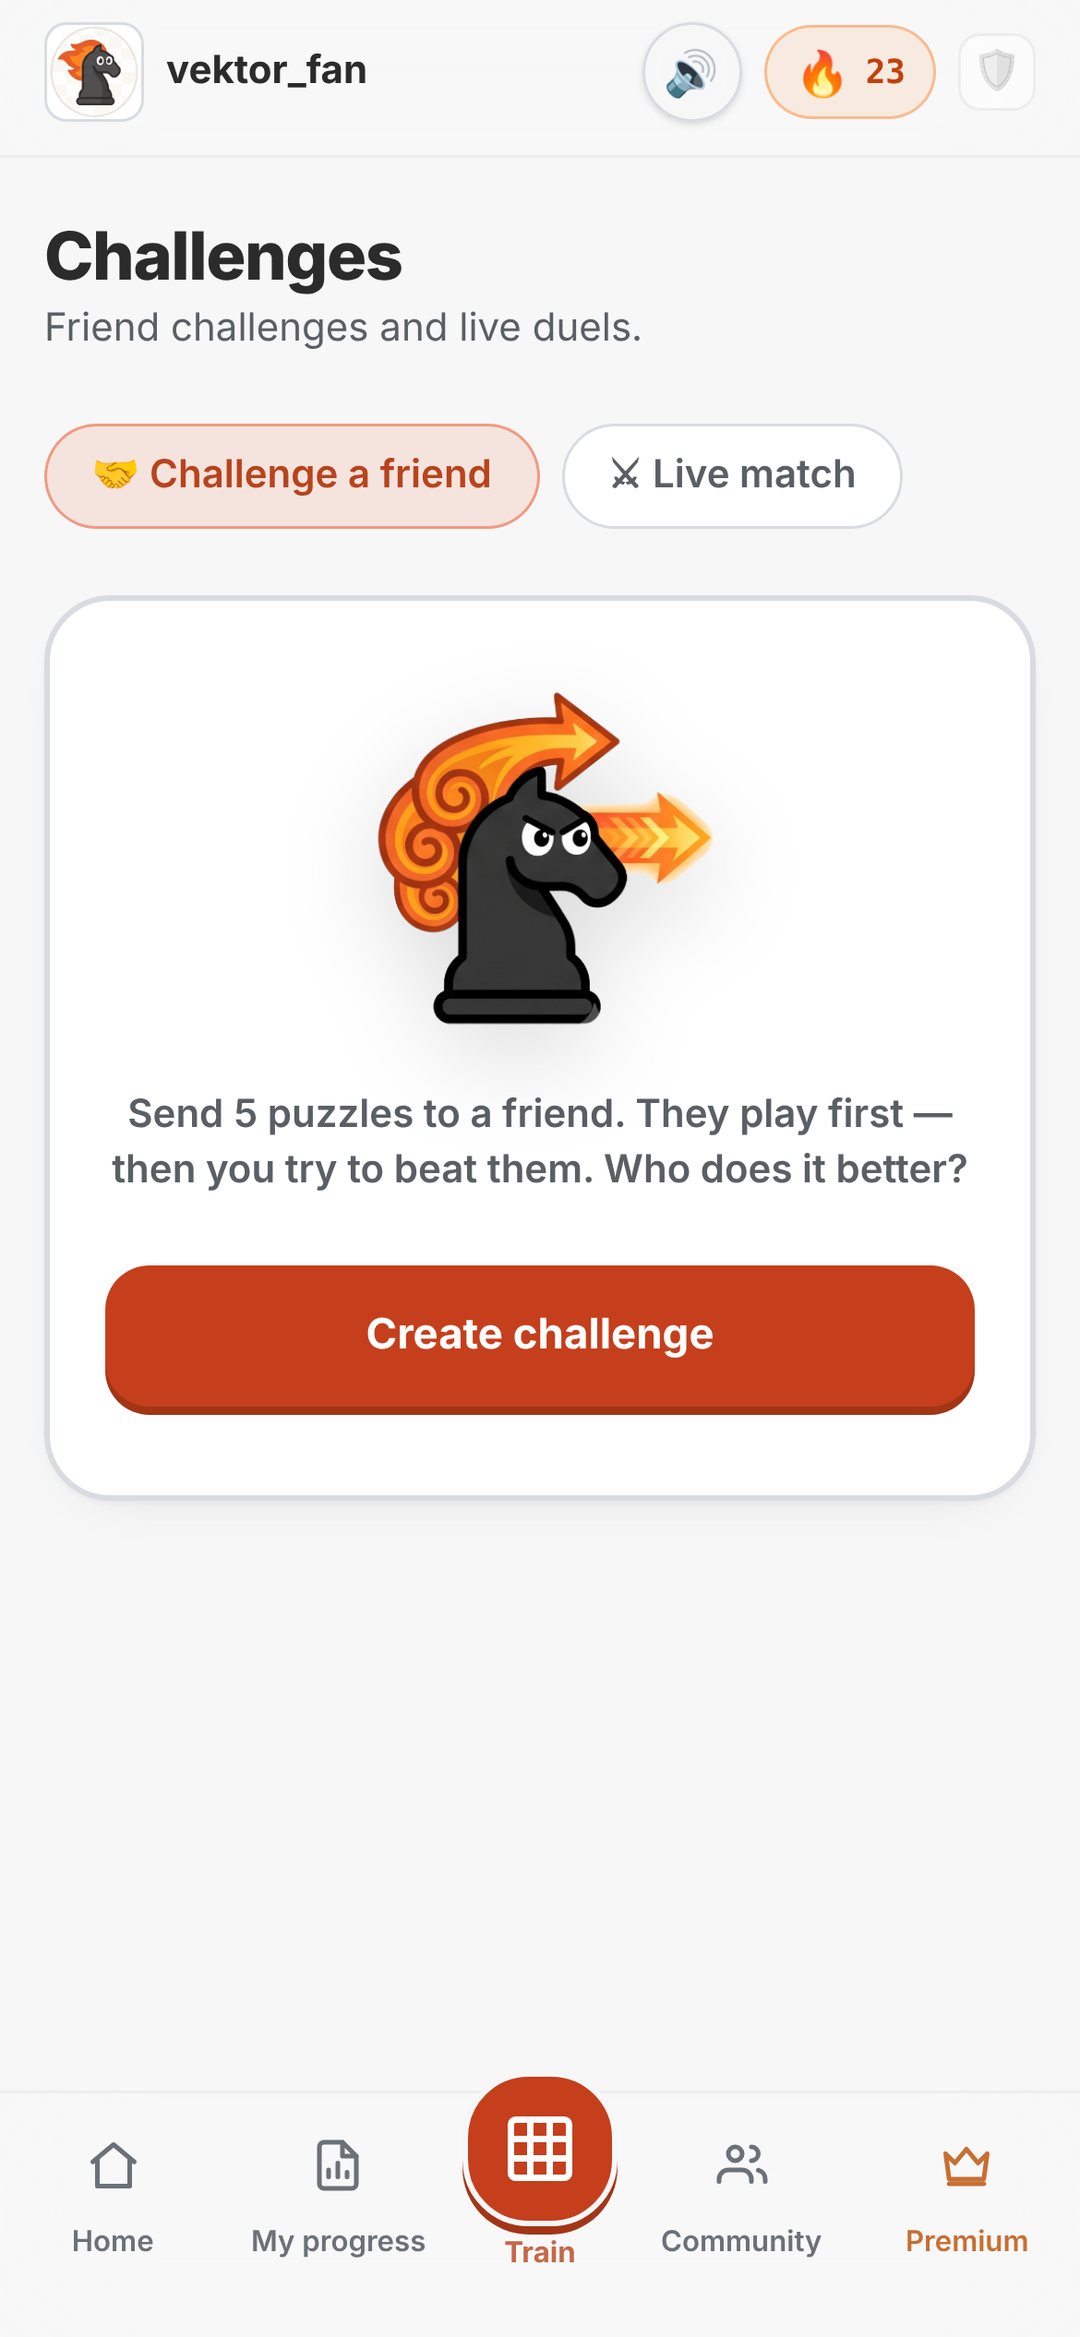 vektor_fan
23
Challenges
Friend challenges and live duels.
Challenge a friend
Live match
Send 5 puzzles to a friend. They play first —
then you try to beat them. Who does it better?
Create challenge
Home
My progress
Train
Community
Premium